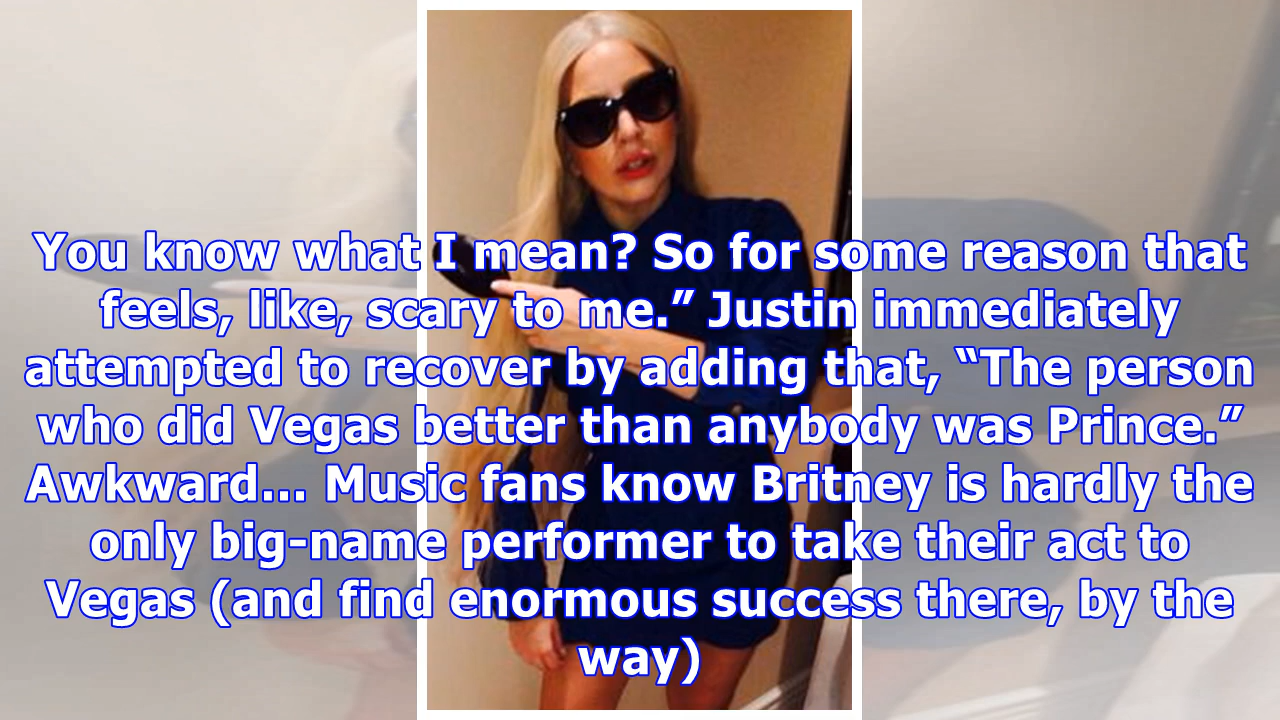 You know what I mean? So for some reason that
feels, like, scary to me.” Justin immediately
attempted to recover by adding that, “The person
who did Vegas better than anybody was Prince.”
Awkward... Music fans know Britney is hardly the
only big-name performer to take their act to
Vegas (and find enormous success there, by the
way)